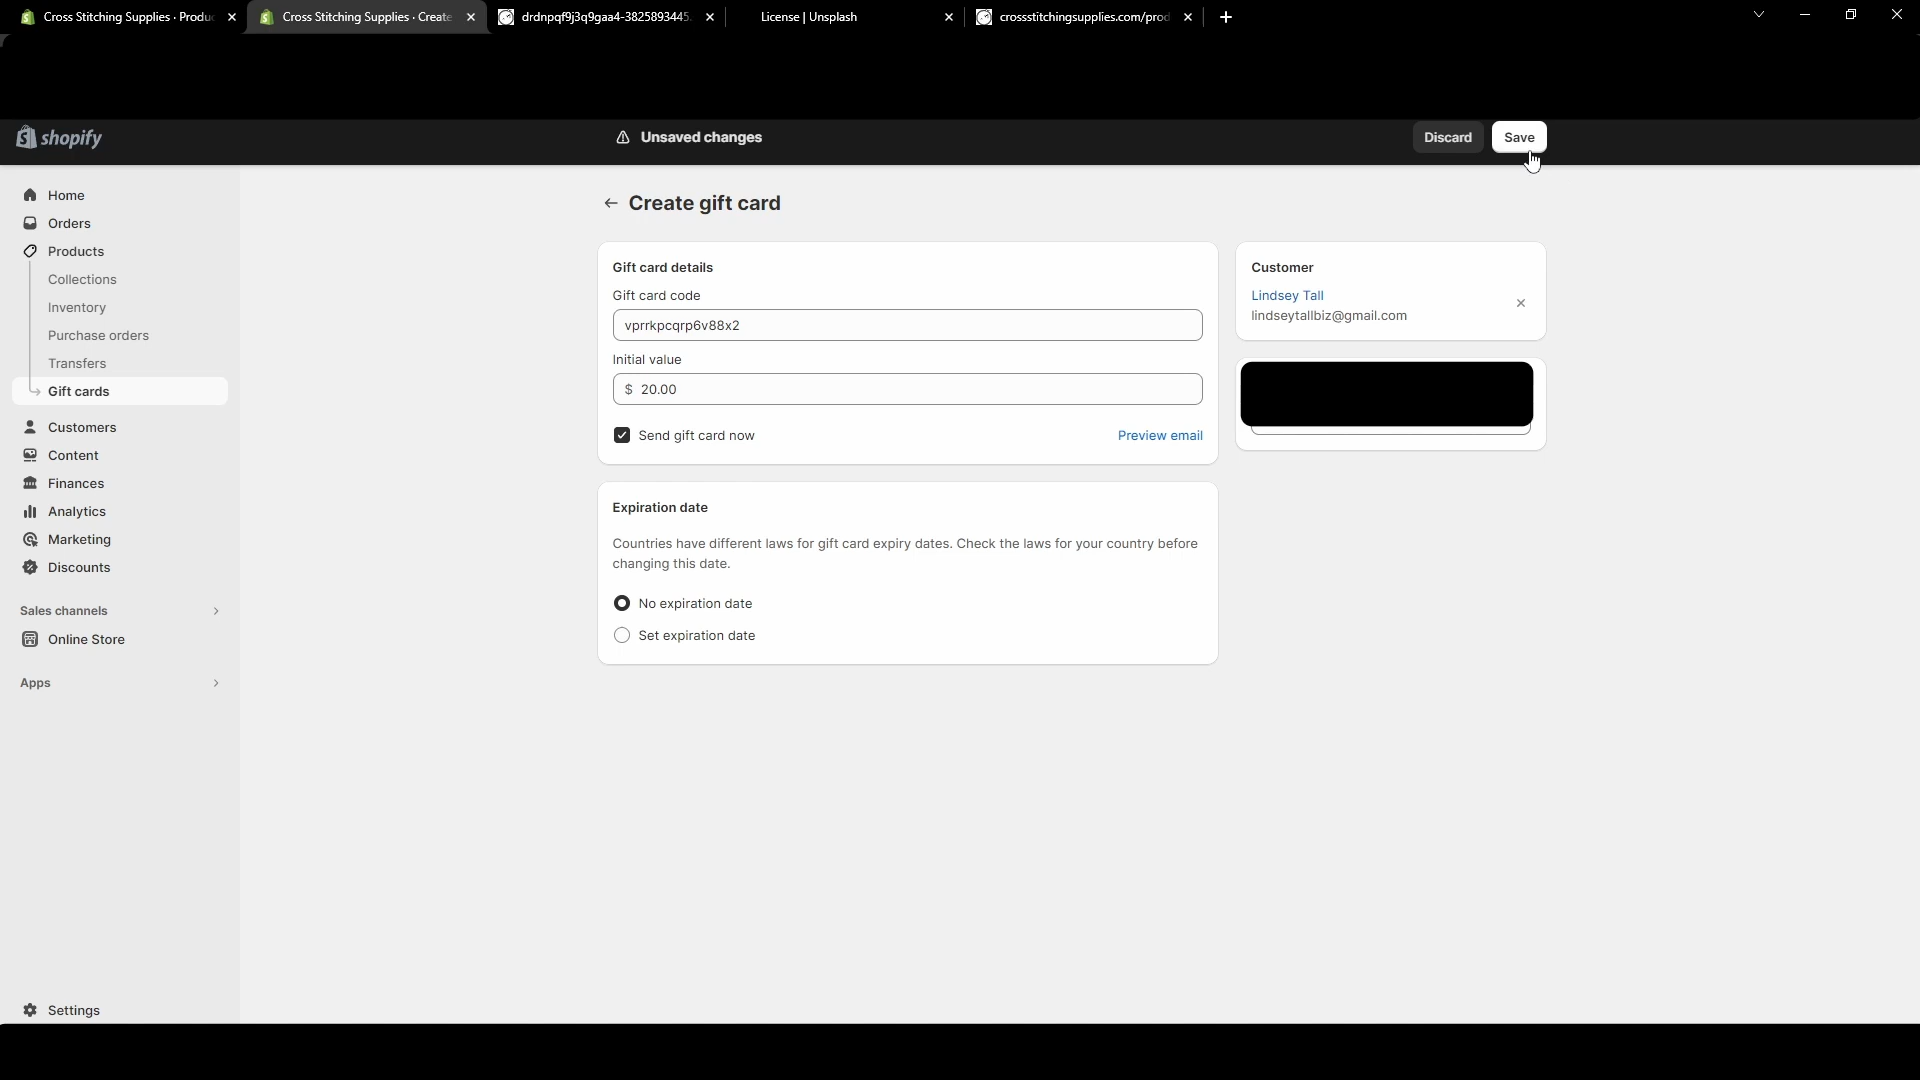 Cross Stitching Supplies · Produc
Cross Stitching Supplies · Create
drdnpqf9j3q9gaa4-3825893445.
License | Unsplash
crossstitchingsupplies.com/prod
shopify
Unsaved changes
Discard
Save
Home
Orders
Products
Collections
Inventory
Purchase orders
Transfers
Gift cards
Customers
Content
Finances
Analytics
Marketing
Discounts
Sales channels
Online Store
Apps
Settings
Create gift card
Gift card details
Gift card code
vprrkpcqrp6v88x2
Initial value
$ 20.00
Send gift card now
Preview email
Expiration date
Countries have different laws for gift card expiry dates. Check the laws for your country before
changing this date.
No expiration date
Set expiration date
Customer
Lindsey Tall
lindseytallbiz@gmail.com